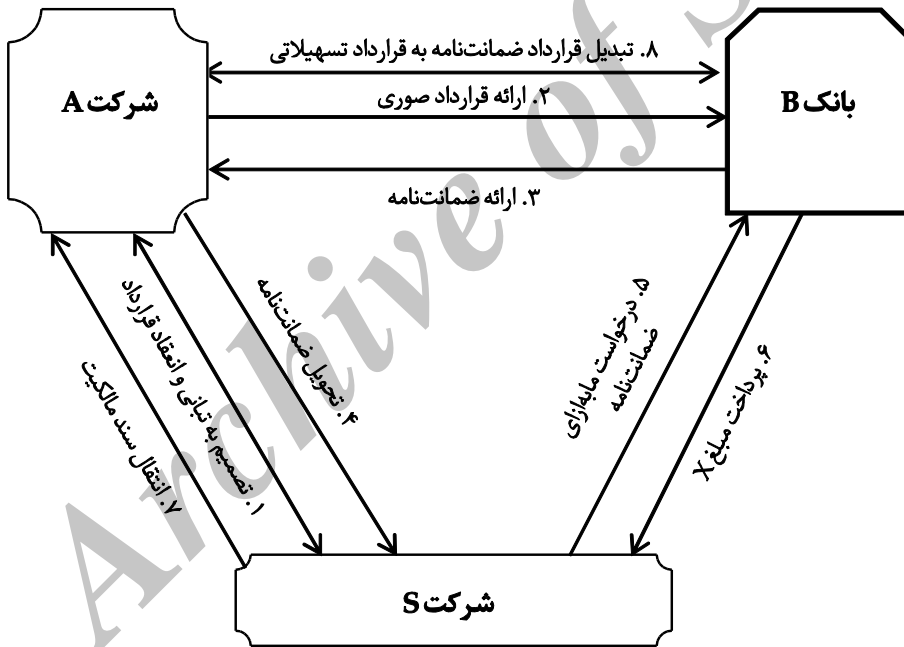 ۸. تبدیل قرارداد ضمانت‌نامه به قرارداد تسهیلاتی
بانک B
شرکت A
۲. ارائه قرارداد صوری
۳. ارائه ضمانت‌نامه
۱. تصمیم به تبانی و انعقاد قرارداد
۴. تحویل ضمانت‌نامه
۵. درخواست مابه‌ازای
ضمانت‌نامه
۶. پرداخت مبلغ X
۷. انتقال سند مالکیت
شرکت S
Archive of S